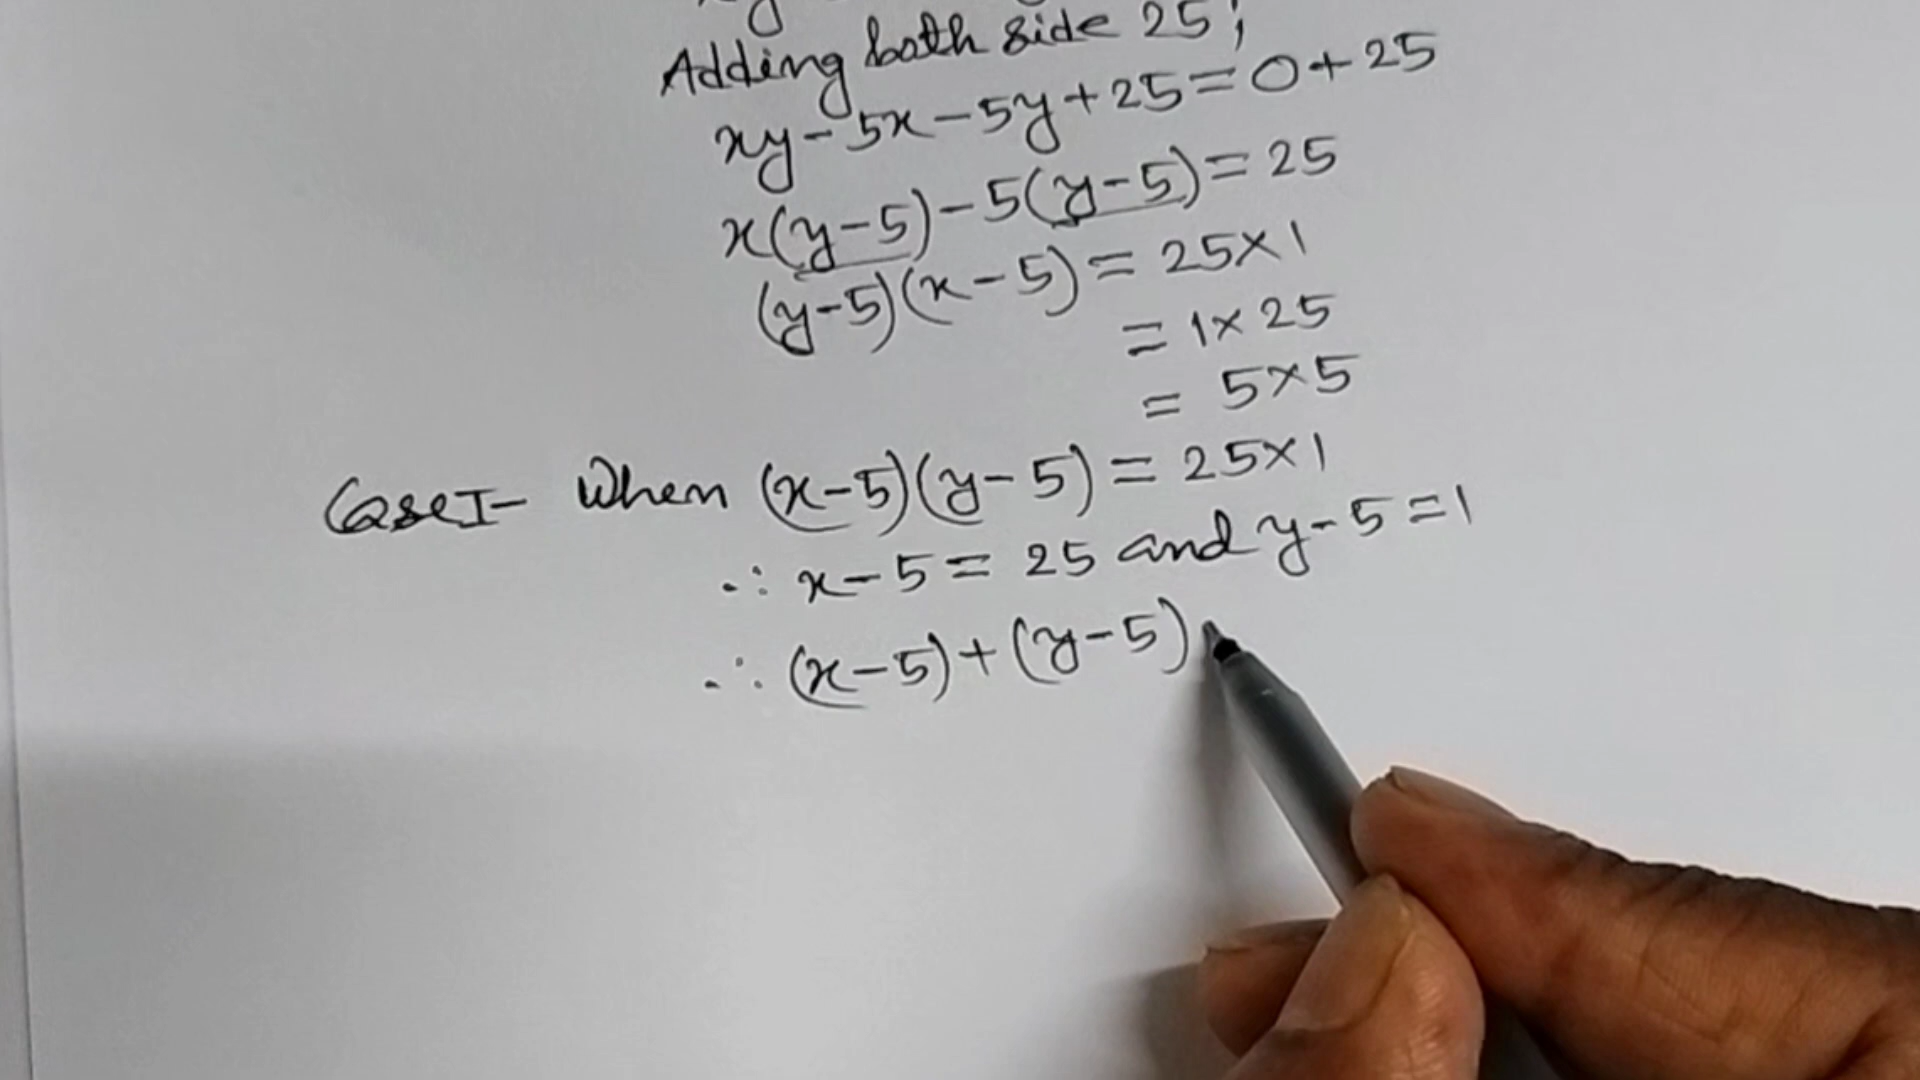 Adding both side 25;
xy-5x-5y+25=0+25
x(y-5)-5(y-5)=25
(y-5)(x-5)=25×1
=1×25
=5×5
Case I- When (x-5)(y-5)=25×1
∴ x-5=25 and y-5=1
∴ (x-5)+(y-5)